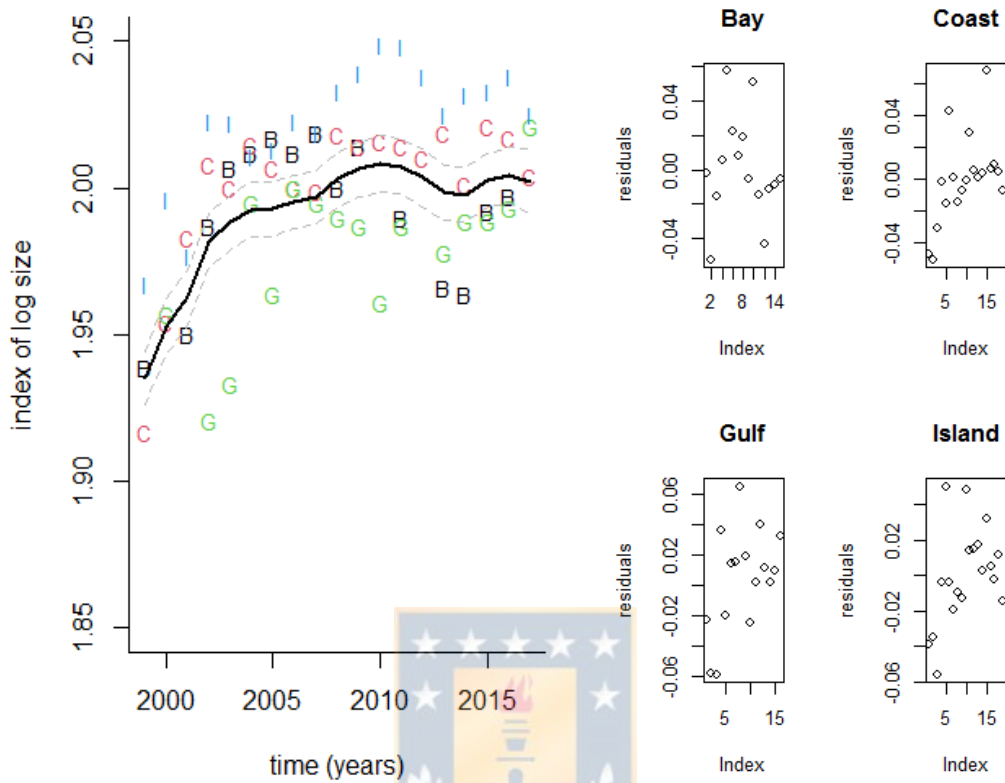 index of log size
2.05
2.00
1.95
1.90
1.85
I I I I I I I I I I I I I I I I I I I
C C C C C C C C C C C C C C C C C
B B B B B B B B B B B B B B B
G G G G G G G G G G G G G G G G
2000 2005 2010 2015
time (years)
Bay
residuals
0.04
0.00
-0.04
2 8 14
Index
Coast
residuals
0.04
0.00
-0.04
5 15
Index
Gulf
residuals
0.06
0.02
-0.02
-0.06
5 15
Index
Island
residuals
0.02
-0.02
-0.06
5 15
Index